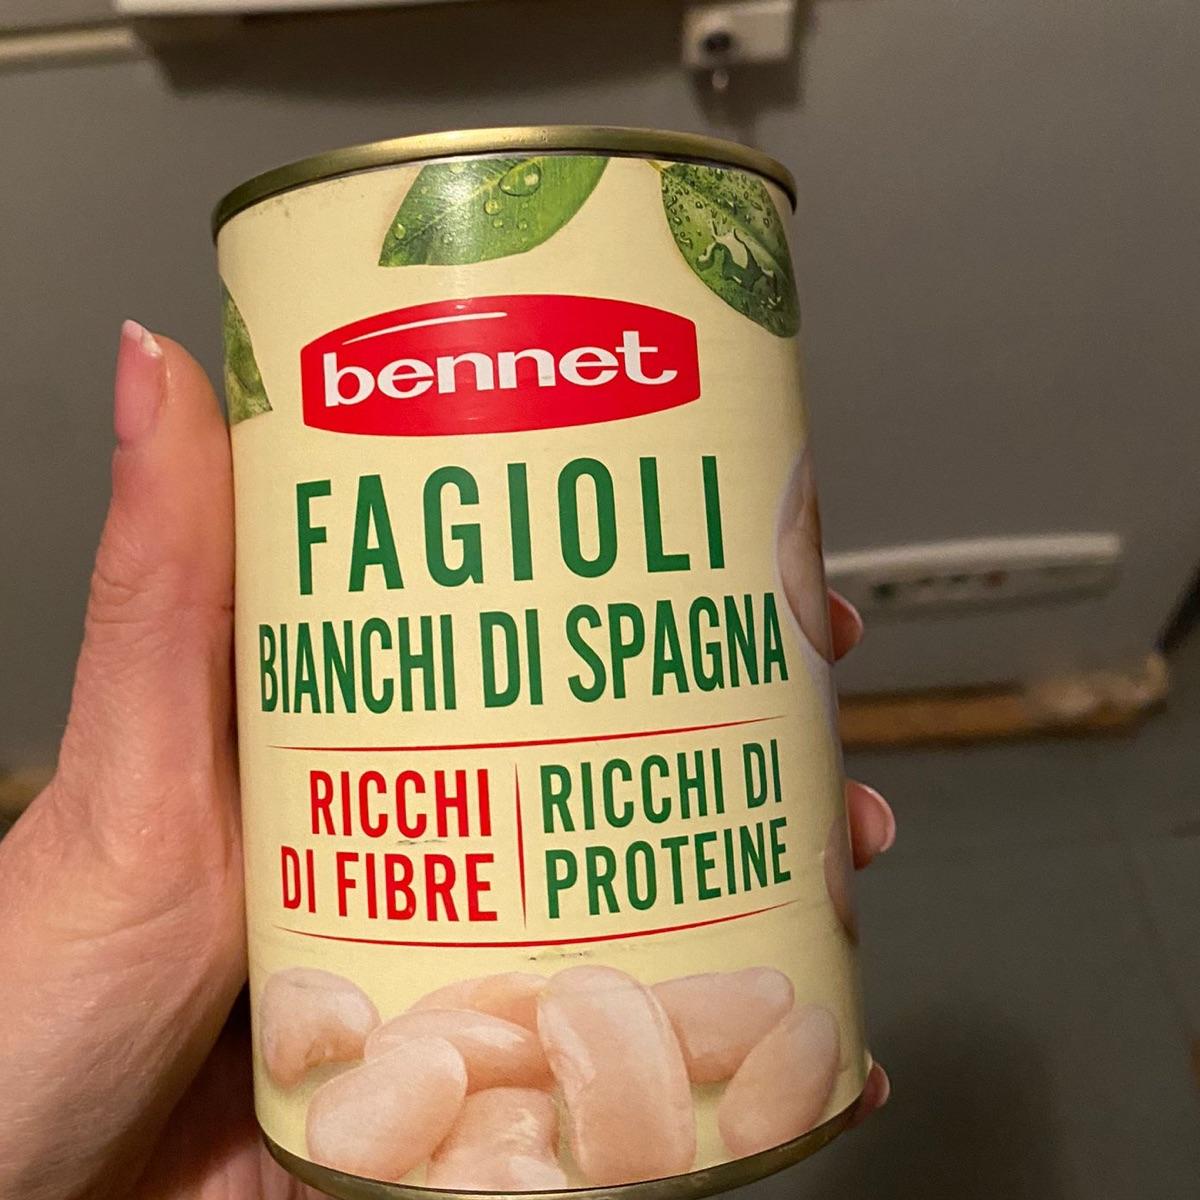 bennet
FAGIOLI
BIANCHI DI SPAGNA
RICCHI
DI FIBRE
RICCHI DI
PROTEINE